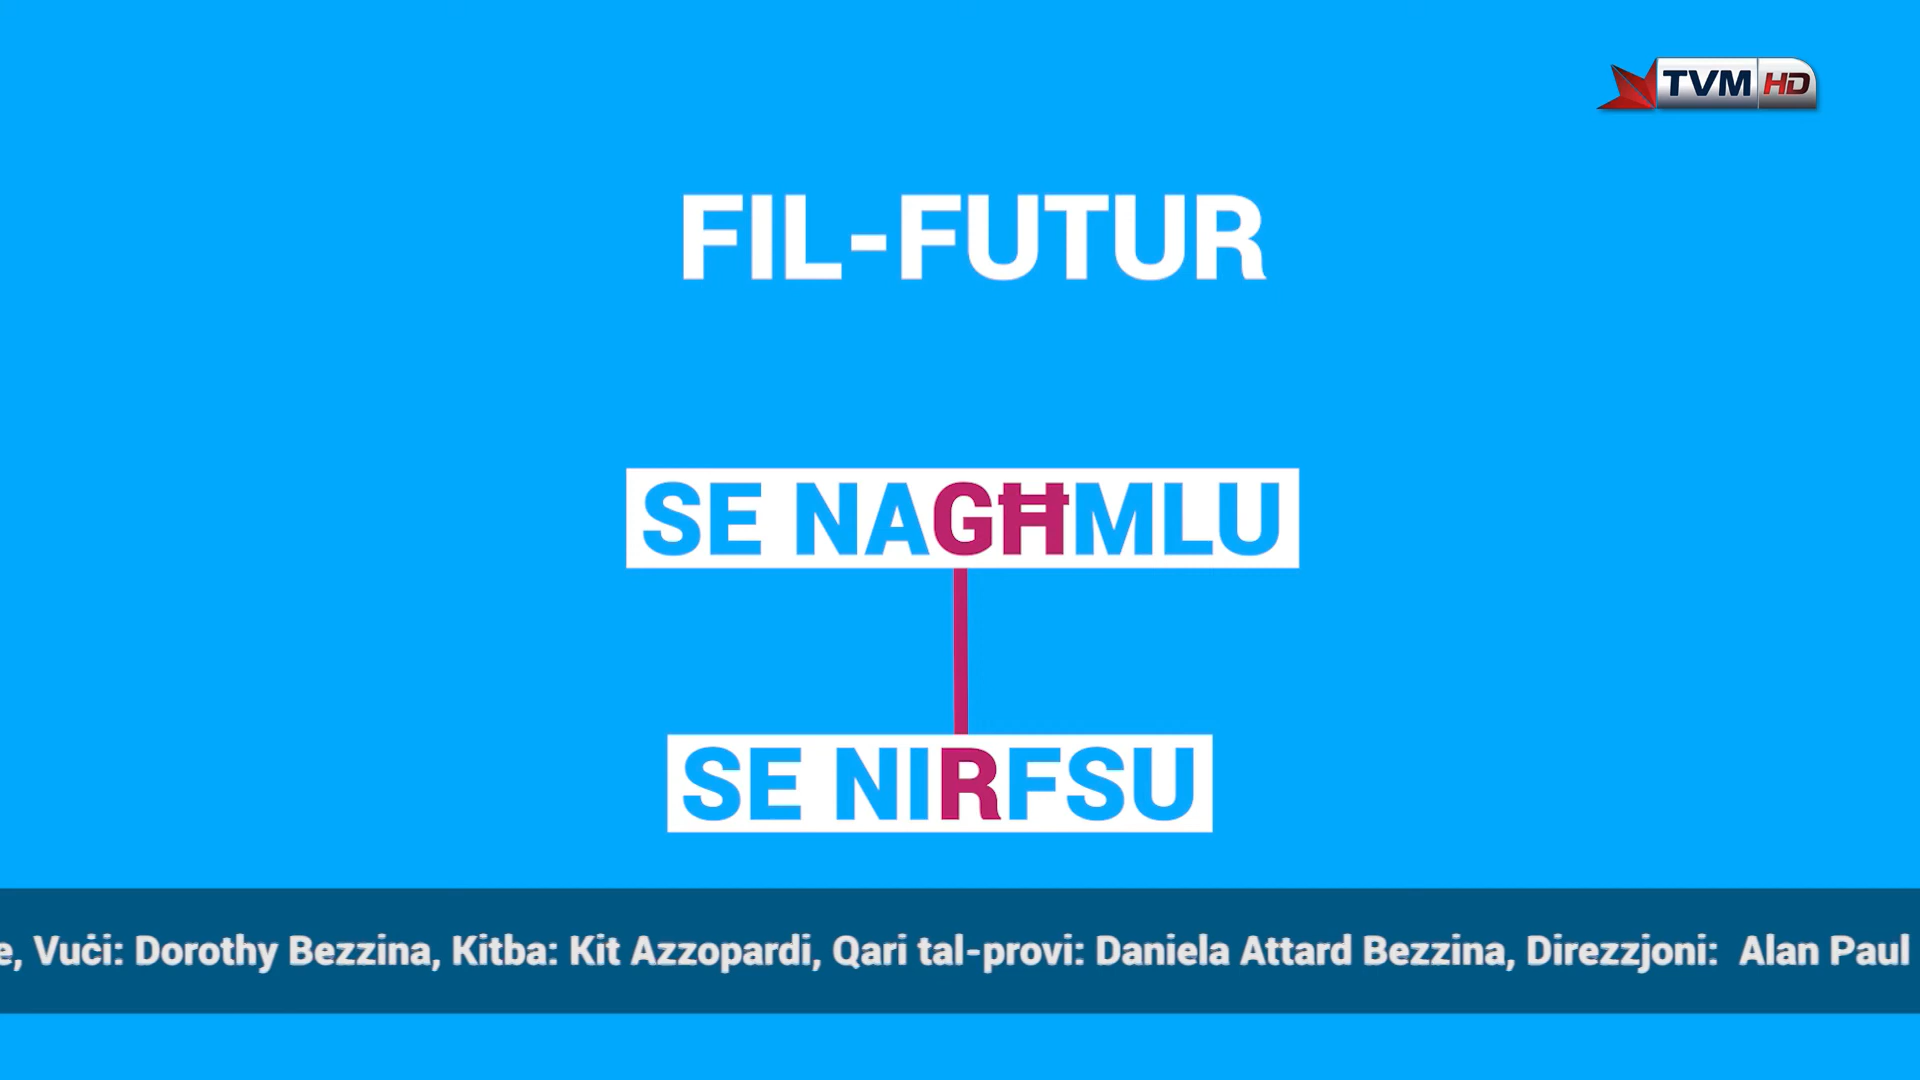 TVM HD
FIL-FUTUR
SE NAGĦMLU
SE NIRFSU
e, Vuċi: Dorothy Bezzina, Kitba: Kit Azzopardi, Qari tal-provi: Daniela Attard Bezzina, Direzzjoni: Alan Paul